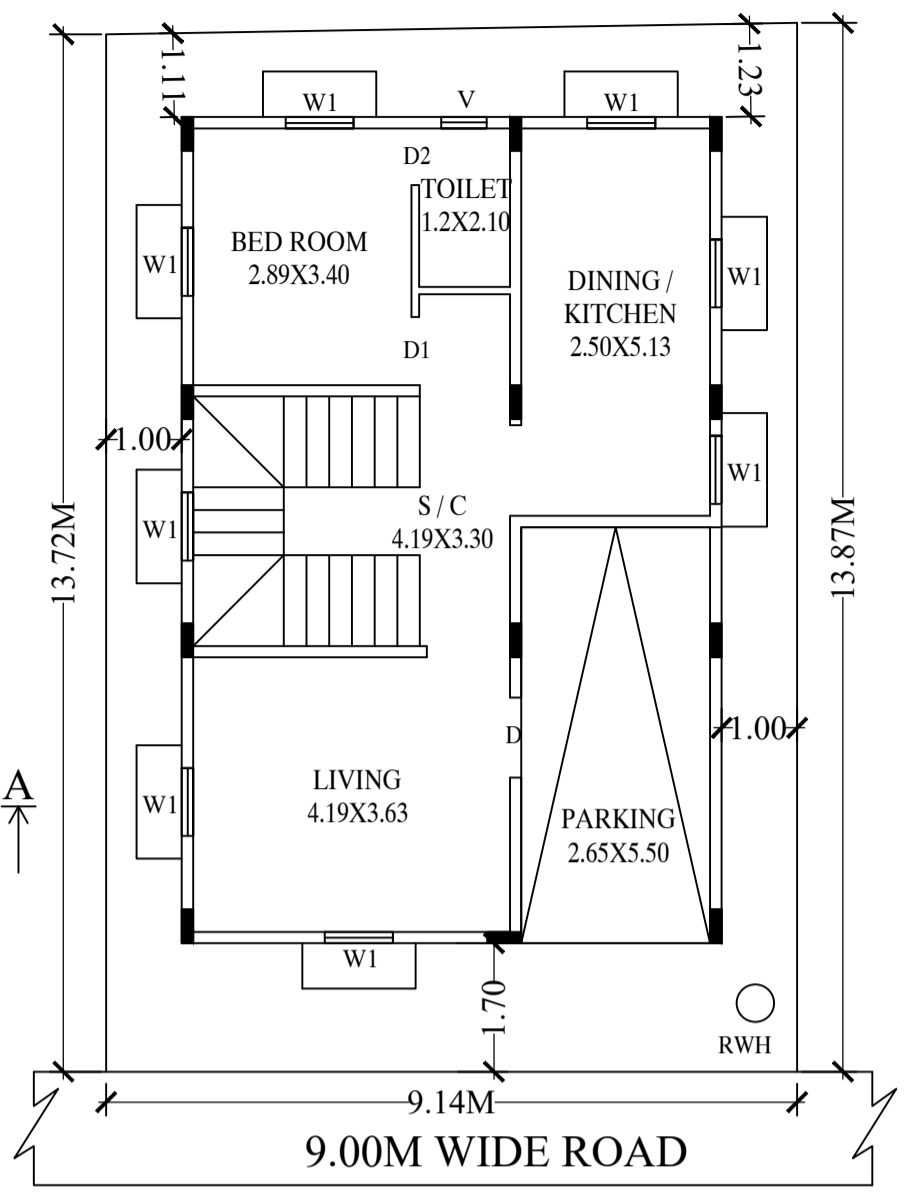 1.11
1.23
W1
V
W1
D2
TOILET
1.2X2.10
BED ROOM
2.89X3.40
W1
W1
DINING /
KITCHEN
2.50X5.13
D1
1.00
W1
S / C
4.19X3.30
W1
13.72M
13.87M
D
1.00
LIVING
4.19X3.63
W1
A
PARKING
2.65X5.50
W1
1.70
RWH
9.14M
9.00M WIDE ROAD